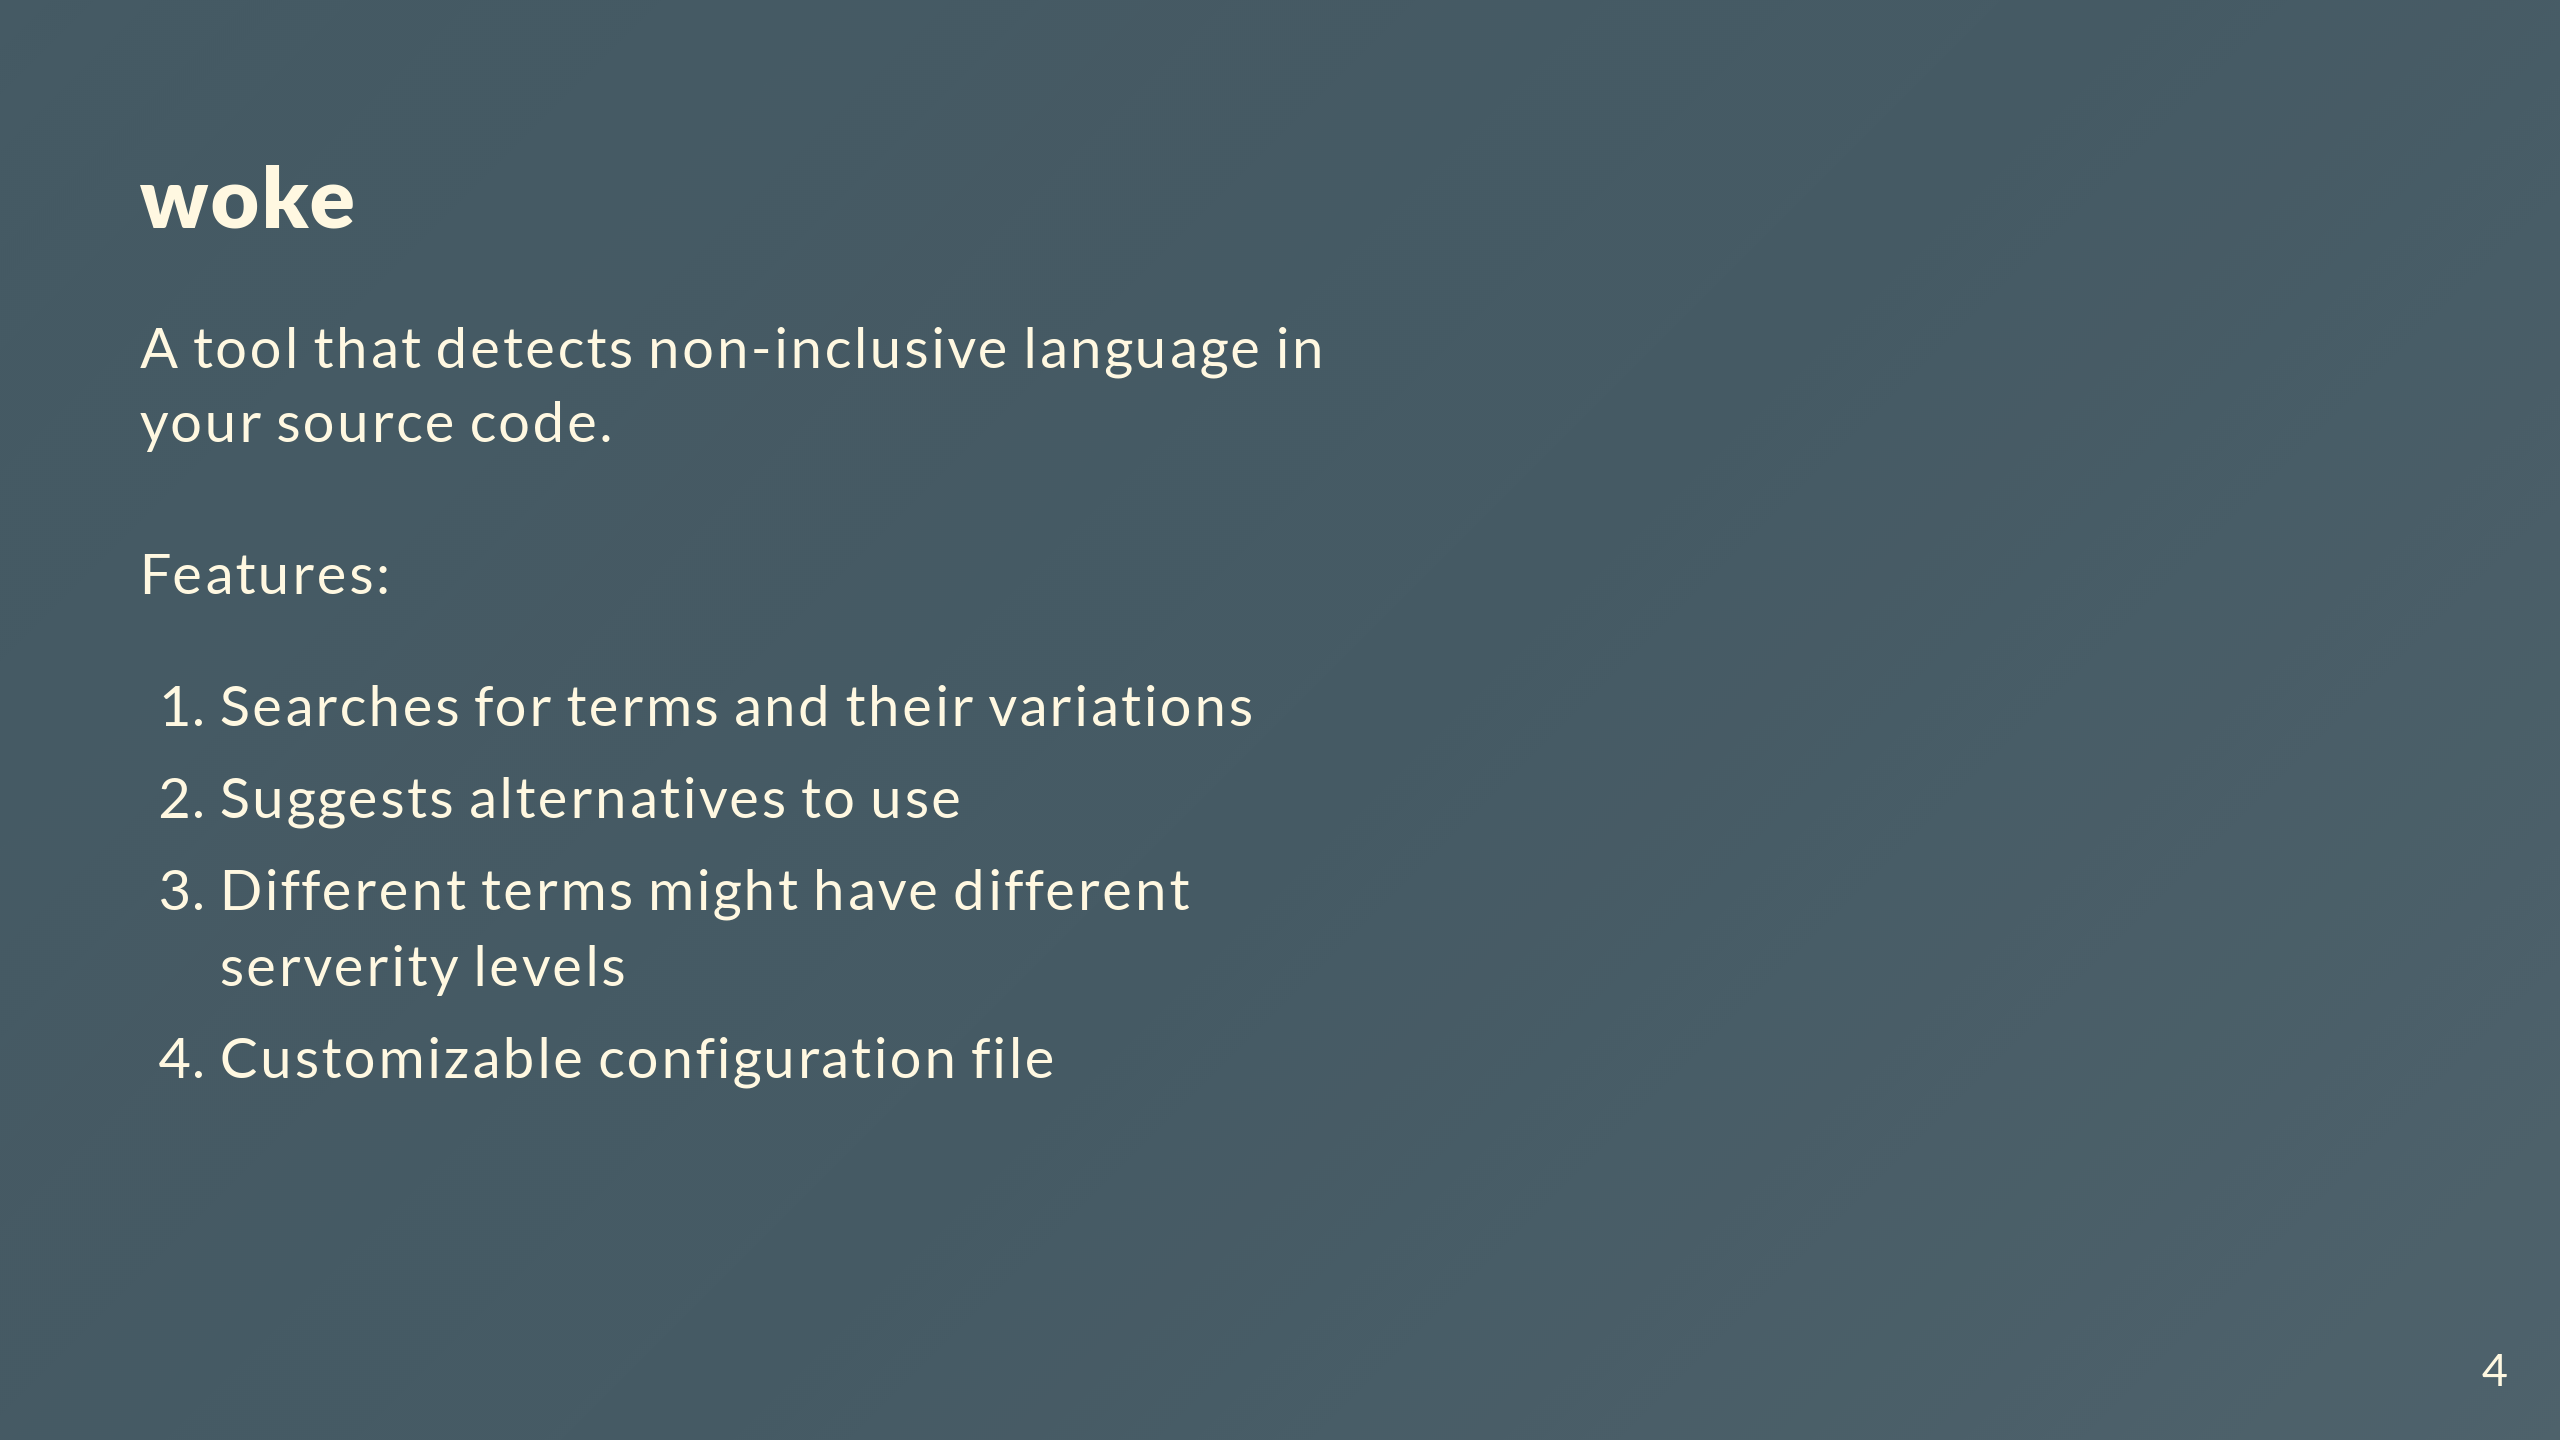 woke
A tool that detects non-inclusive language in
your source code.
Features:
1. Searches for terms and their variations
2. Suggests alternatives to use
3. Different terms might have different
serverity levels
4. Customizable configuration file
4